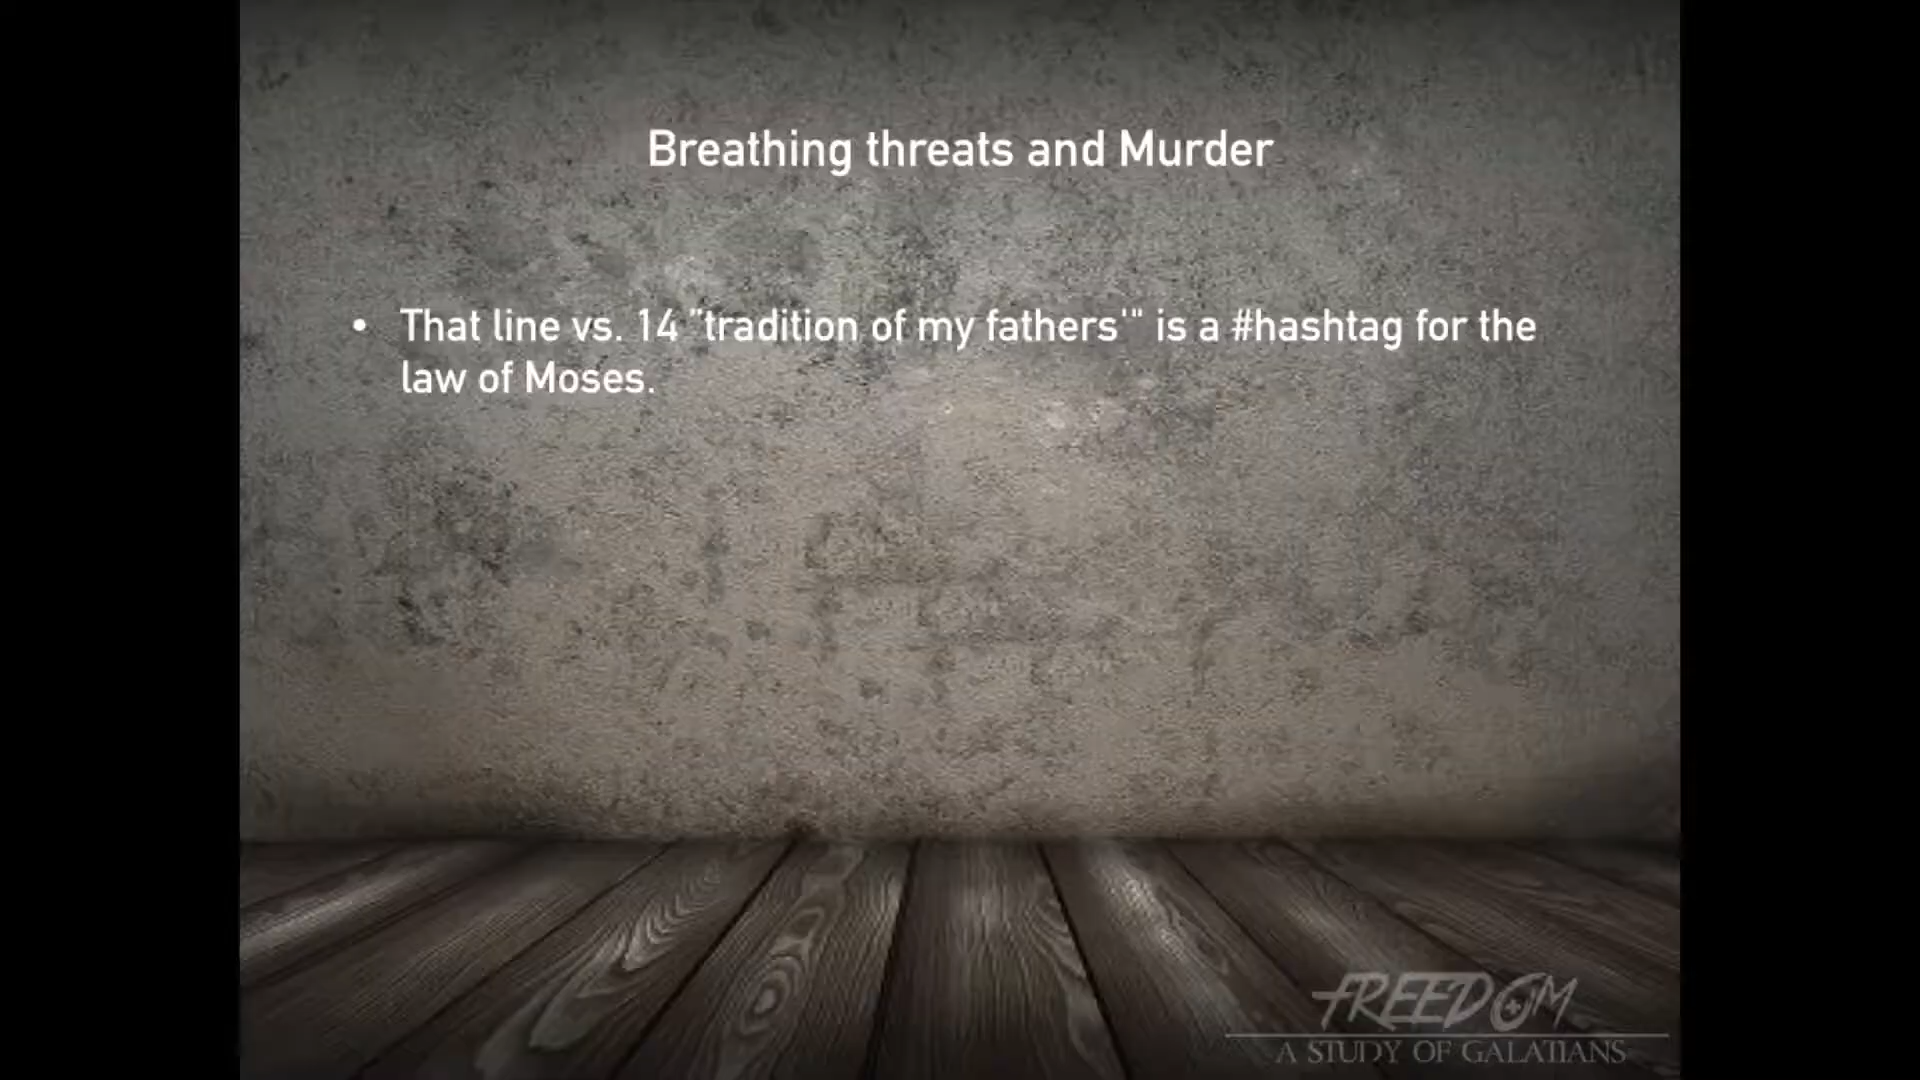 Breathing threats and Murder
• That line vs. 14 "tradition of my fathers'" is a #hashtag for the
law of Moses.
FREEDOM
A STUDY OF GALATIANS